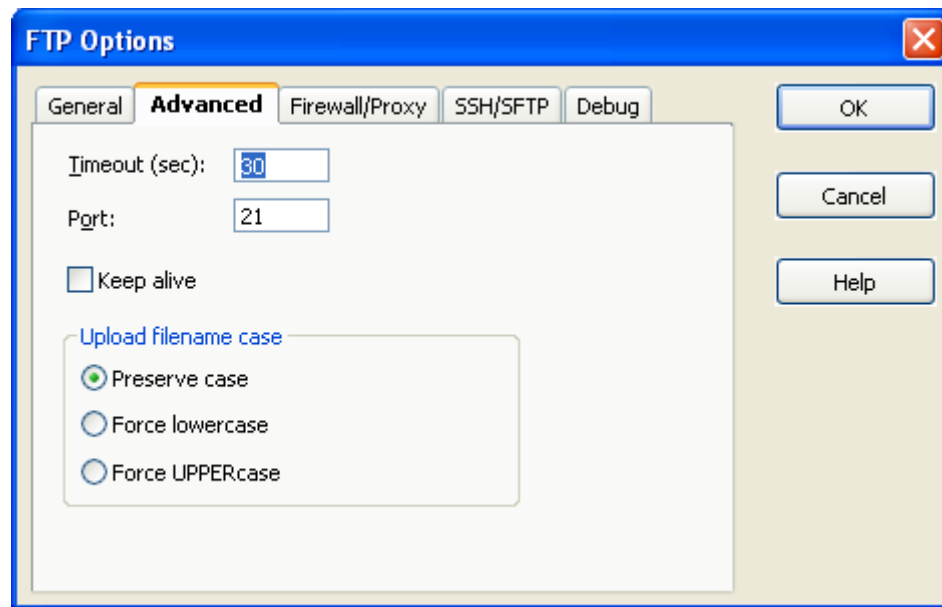 FTP Options
General Advanced Firewall/Proxy SSH/SFTP Debug
OK
Timeout (sec): 30
Cancel
Port: 21
Keep alive
Help
Upload filename case
Preserve case
Force lowercase
Force UPPERcase